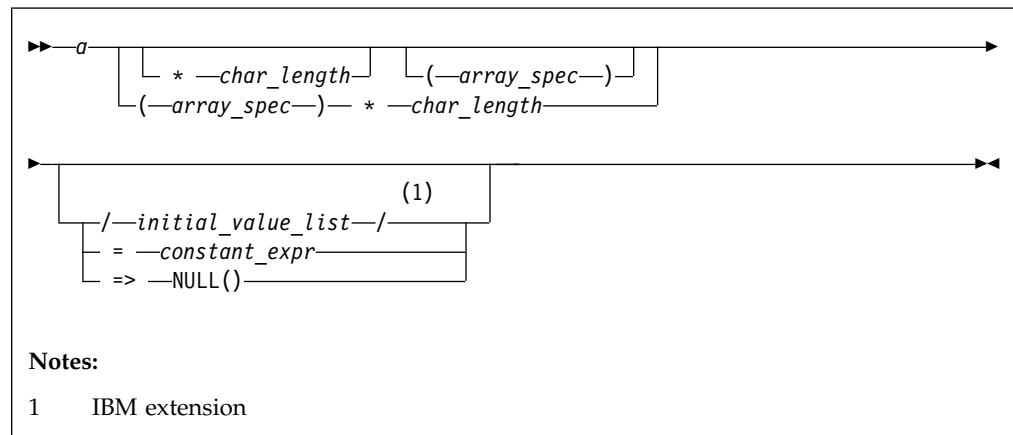 a
* char_length (array_spec)
(array_spec) * char_length
(1)
/initial_value_list/
= constant_expr
=> NULL()
Notes:
1 IBM extension